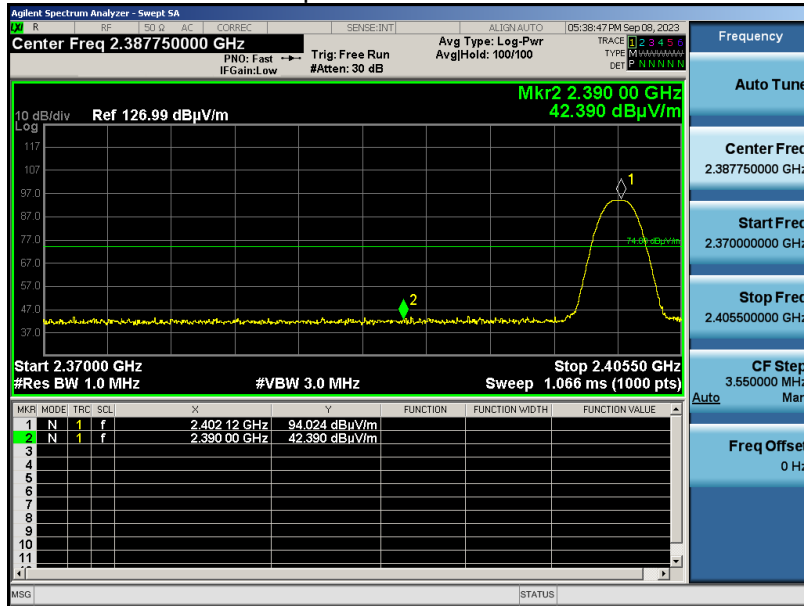 Agilent Spectrum Analyzer - Swept SA
LXI R RF 50 Ω AC CORREC SENSE:INT ALIGN AUTO 05:38:47 PM Sep 08, 2023
Center Freq 2.387750000 GHz
PNO: Fast
IFGain:Low
Trig: Free Run
#Atten: 30 dB
Avg Type: Log-Pwr
Avg|Hold: 100/100
TRACE 1 2 3 4 5 6
TYPE M
DET P N N N N N
Mkr2 2.390 00 GHz
42.390 dBµV/m
10 dB/div Ref 126.99 dBµV/m
Log
117
107
97.0
87.0
77.0
67.0
57.0
47.0
37.0
1
2
74.00 dBµV/m
Start 2.37000 GHz Stop 2.40550 GHz
#Res BW 1.0 MHz #VBW 3.0 MHz Sweep 1.066 ms (1000 pts)
MKR MODE TRC SCL X Y FUNCTION FUNCTION WIDTH FUNCTION VALUE
1 N 1 f 2.402 12 GHz 94.024 dBµV/m
2 N 1 f 2.390 00 GHz 42.390 dBµV/m
3
4
5
6
7
8
9
10
11
MSG STATUS
Frequency
Auto Tune
Center Freq
2.387750000 GHz
Start Freq
2.370000000 GHz
Stop Freq
2.405500000 GHz
CF Step
3.550000 MHz
Auto Man
Freq Offset
0 Hz